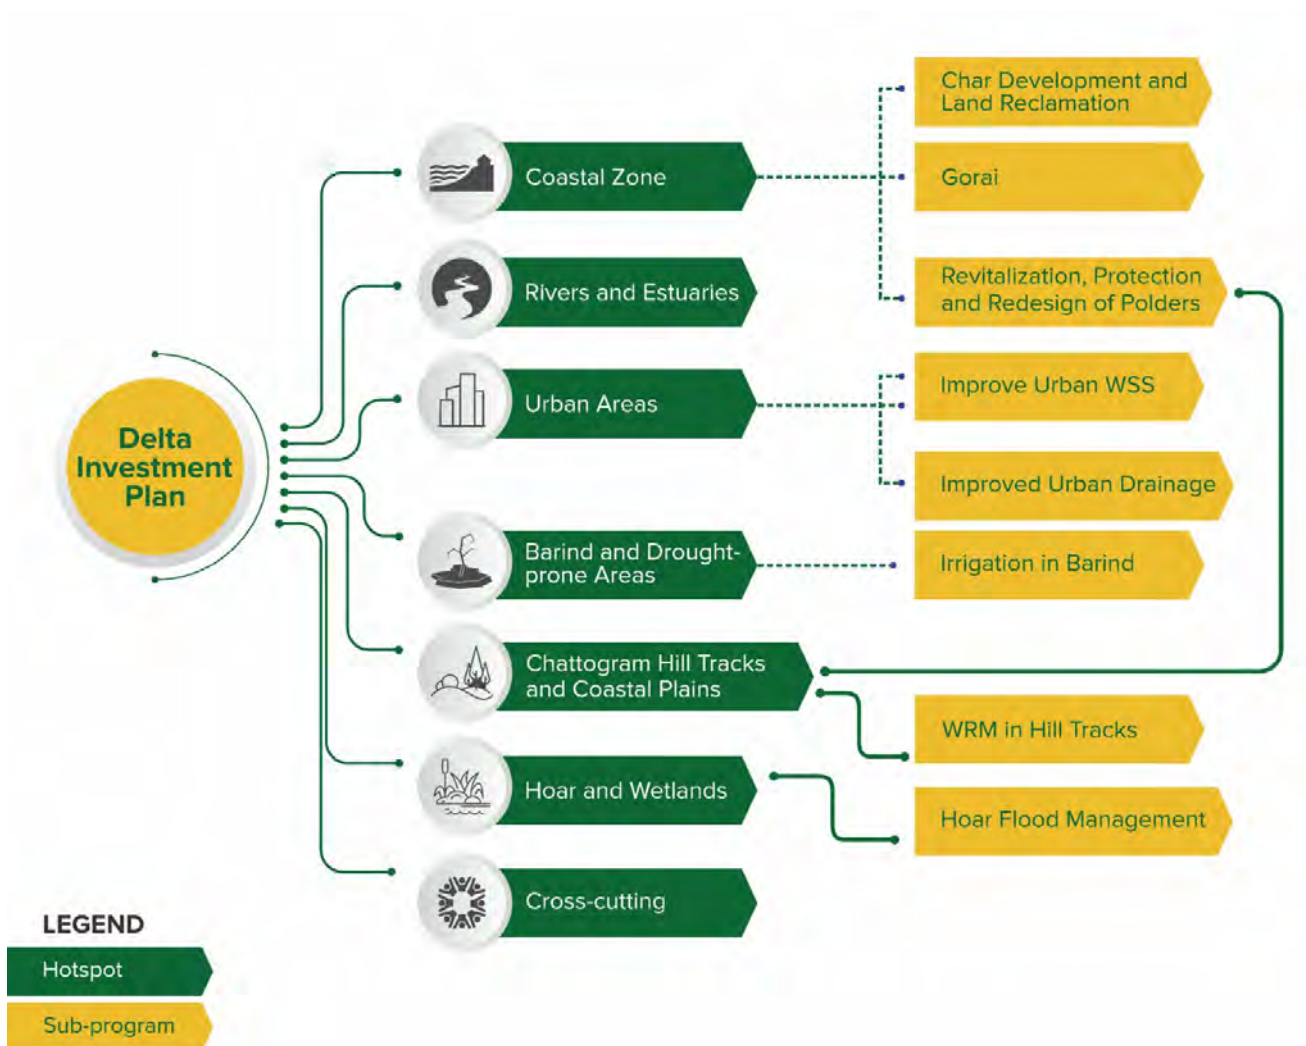 Delta
Investment
Plan
Coastal Zone
Rivers and Estuaries
Urban Areas
Barind and Drought-
prone Areas
Chattogram Hill Tracks
and Coastal Plains
Hoar and Wetlands
Cross-cutting
Char Development and
Land Reclamation
Gorai
Revitalization, Protection
and Redesign of Polders
Improve Urban WSS
Improved Urban Drainage
Irrigation in Barind
WRM in Hill Tracks
Hoar Flood Management
LEGEND
Hotspot
Sub-program